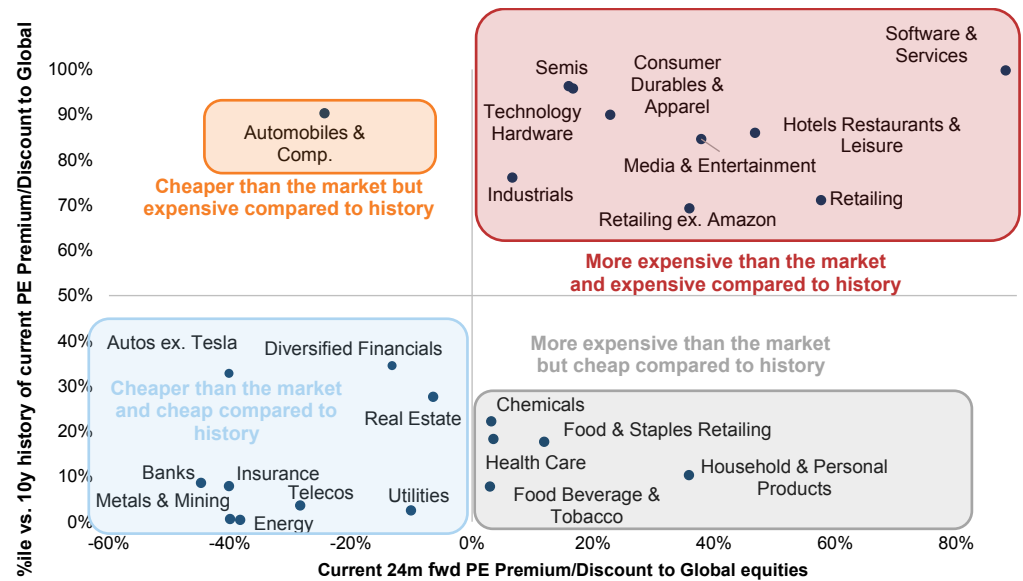 %ile vs. 10y history of current PE Premium/Discount to Global
100%
90%
80%
70%
60%
50%
40%
30%
20%
10%
0%
Software &
Services
Semis
Consumer
Durables &
Apparel
Technology
Hardware
Hotels Restaurants &
Leisure
Media & Entertainment
Industrials
Retailing
Retailing ex. Amazon
Automobiles &
Comp.
Cheaper than the market but
expensive compared to history
More expensive than the market
and expensive compared to history
Autos ex. Tesla
Diversified Financials
Cheaper than the market
and cheap compared to
history
Real Estate
Banks
Insurance
Metals & Mining
Telecos
Utilities
Energy
More expensive than the market
but cheap compared to history
Chemicals
Food & Staples Retailing
Health Care
Household & Personal
Products
Food Beverage &
Tobacco
-60%
-40%
-20%
0%
20%
40%
60%
80%
Current 24m fwd PE Premium/Discount to Global equities